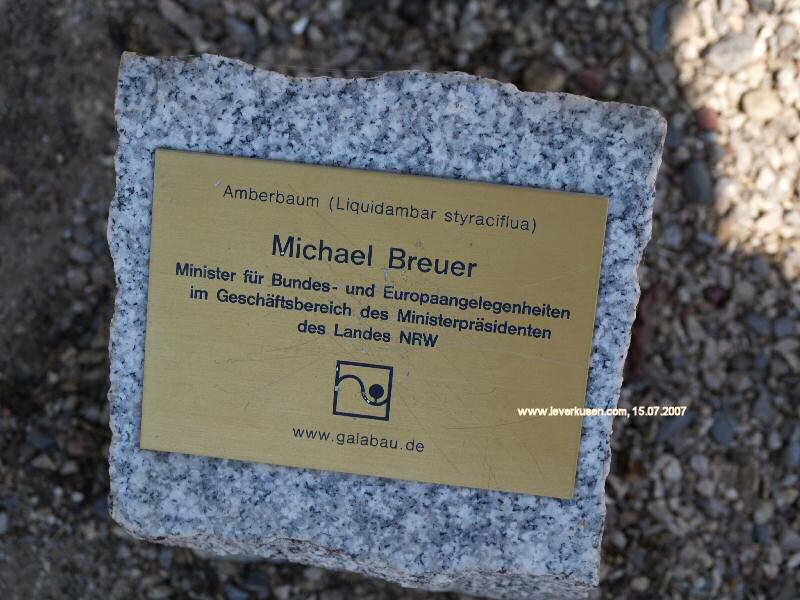 Amberbaum (Liquidambar styraciflua)
Michael Breuer
Minister für Bundes- und Europaangelegenheiten
im Geschäftsbereich des Ministerpräsidenten
des Landes NRW
www.galabau.de
www.leverkusen.com, 15.07.2007